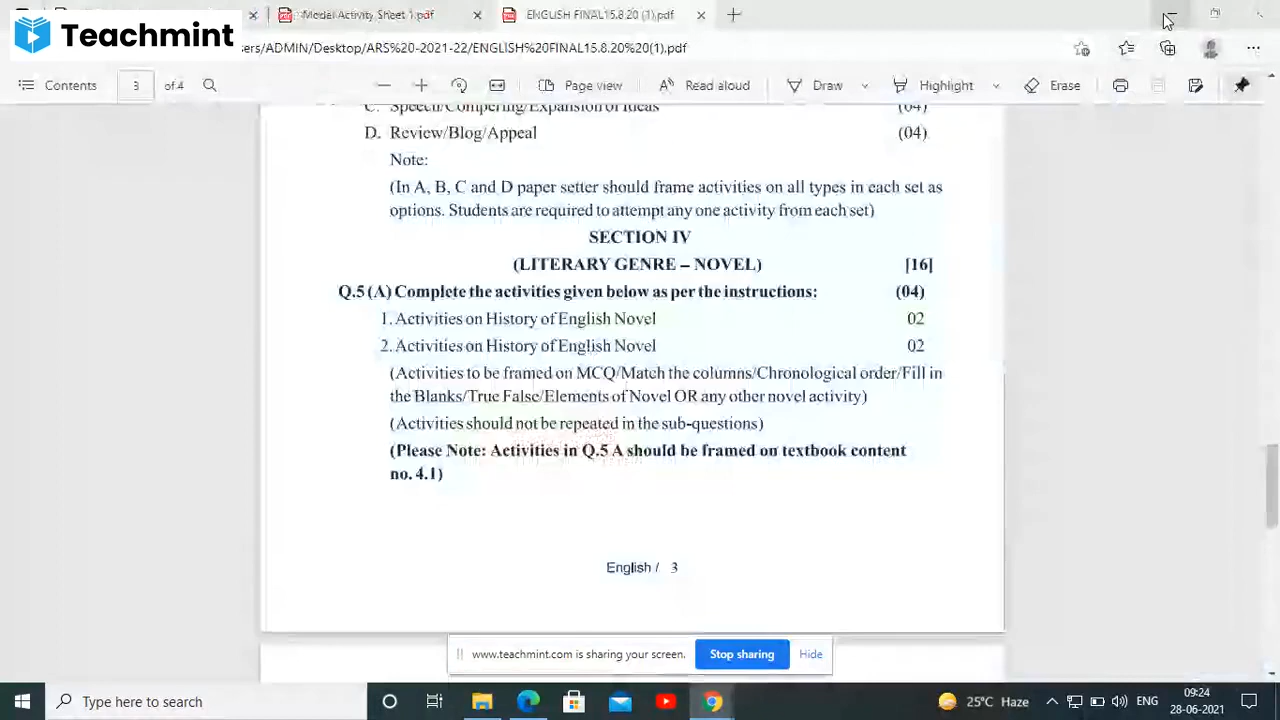 Model Activity Sheet 1.pdf
ENGLISH FINAL15.8.20 (1).pdf
Teachmint
ers/ADMIN/Desktop/ARS%20-2021-22/ENGLISH%20FINAL15.8.20%20(1).pdf
Contents 3 of 4 Page view Read aloud Draw Highlight Erase
C. Speech/Compering/Expansion of Ideas (04)
D. Review/Blog/Appeal (04)
Note:
(In A, B, C and D paper setter should frame activities on all types in each set as
options. Students are required to attempt any one activity from each set)
SECTION IV
(LITERARY GENRE – NOVEL) [16]
Q.5 (A) Complete the activities given below as per the instructions: (04)
1. Activities on History of English Novel 02
2. Activities on History of English Novel 02
(Activities to be framed on MCQ/Match the columns/Chronological order/Fill in
the Blanks/True False/Elements of Novel OR any other novel activity)
(Activities should not be repeated in the sub-questions)
(Please Note: Activities in Q.5 A should be framed on textbook content
no. 4.1)
English / 3
www.teachmint.com is sharing your screen. Stop sharing Hide
Type here to search 25°C Haze ENG 09:24
28-06-2021